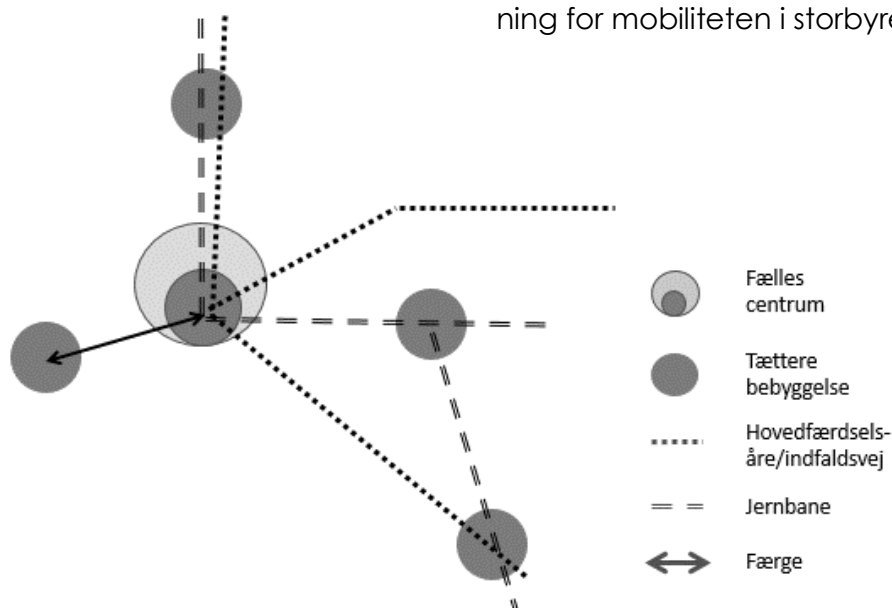 ning for mobiliteten i storbyre
Fælles
centrum
Tættere
bebyggelse
Hovedfærdsels-
åre/indfaldsvej
Jernbane
Færge